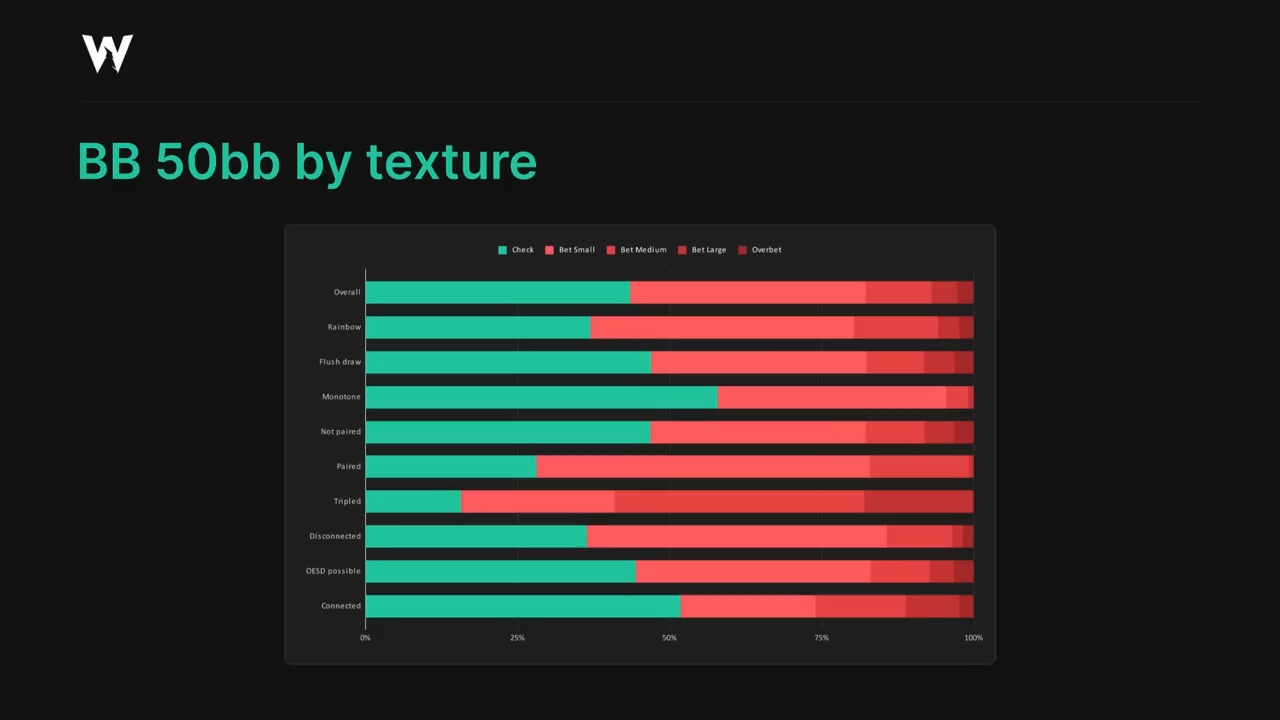 W
BB 50bb by texture
Check Bet Small Bet Medium Bet Large Overbet
Overall
Rainbow
Flush draw
Monotone
Not paired
Paired
Tripled
Disconnected
OESD possible
Connected
0% 25% 50% 75% 100%